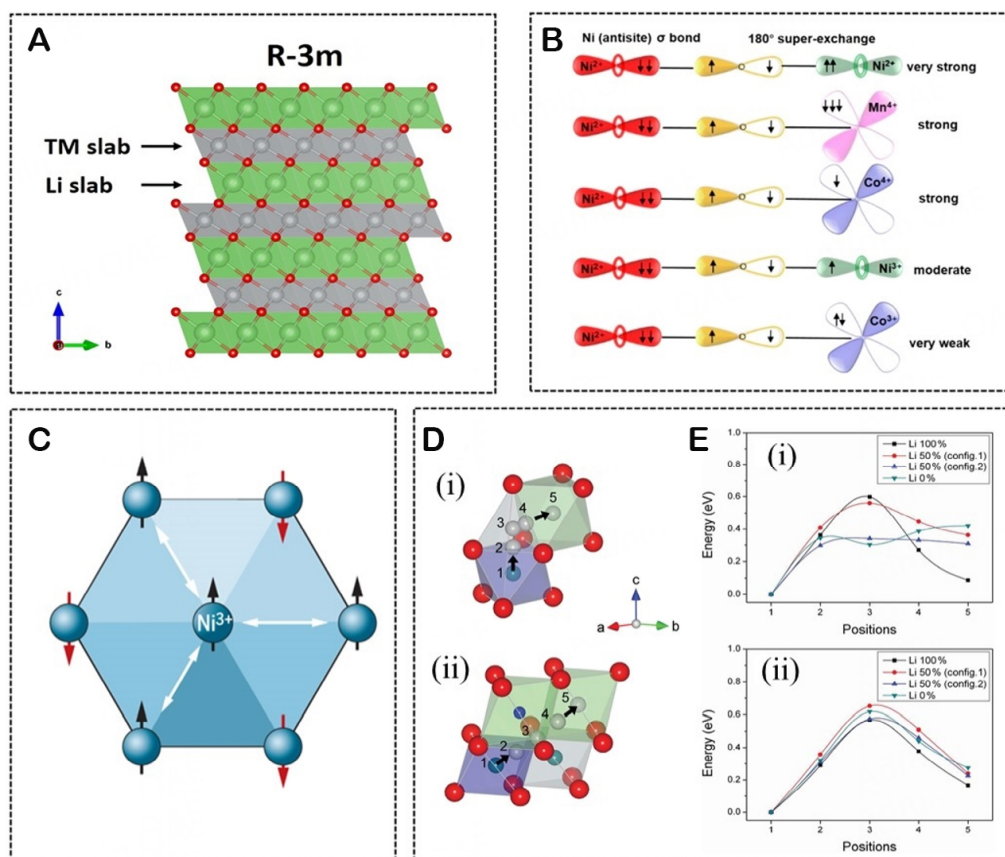 A
R-3m
TM slab
Li slab
c
a
b
B
Ni (antisite) σ bond
180° super-exchange
Ni²⁺
Ni²⁺
very strong
Ni²⁺
Mn⁴⁺
strong
Ni²⁺
Co⁴⁺
strong
Ni²⁺
Ni³⁺
moderate
Ni²⁺
Co³⁺
very weak
C
Ni³⁺
D
(i)
5
4
3
2
1
c
a
b
(ii)
5
4
3
2
1
E
(i)
Li 100%
Li 50% (config.1)
Li 50% (config.2)
Li 0%
Energy (eV)
1.0
0.8
0.6
0.4
0.2
0.0
1 2 3 4 5
Positions
(ii)
Li 100%
Li 50% (config.1)
Li 50% (config.2)
Li 0%
Energy (eV)
1.0
0.8
0.6
0.4
0.2
0.0
1 2 3 4 5
Positions